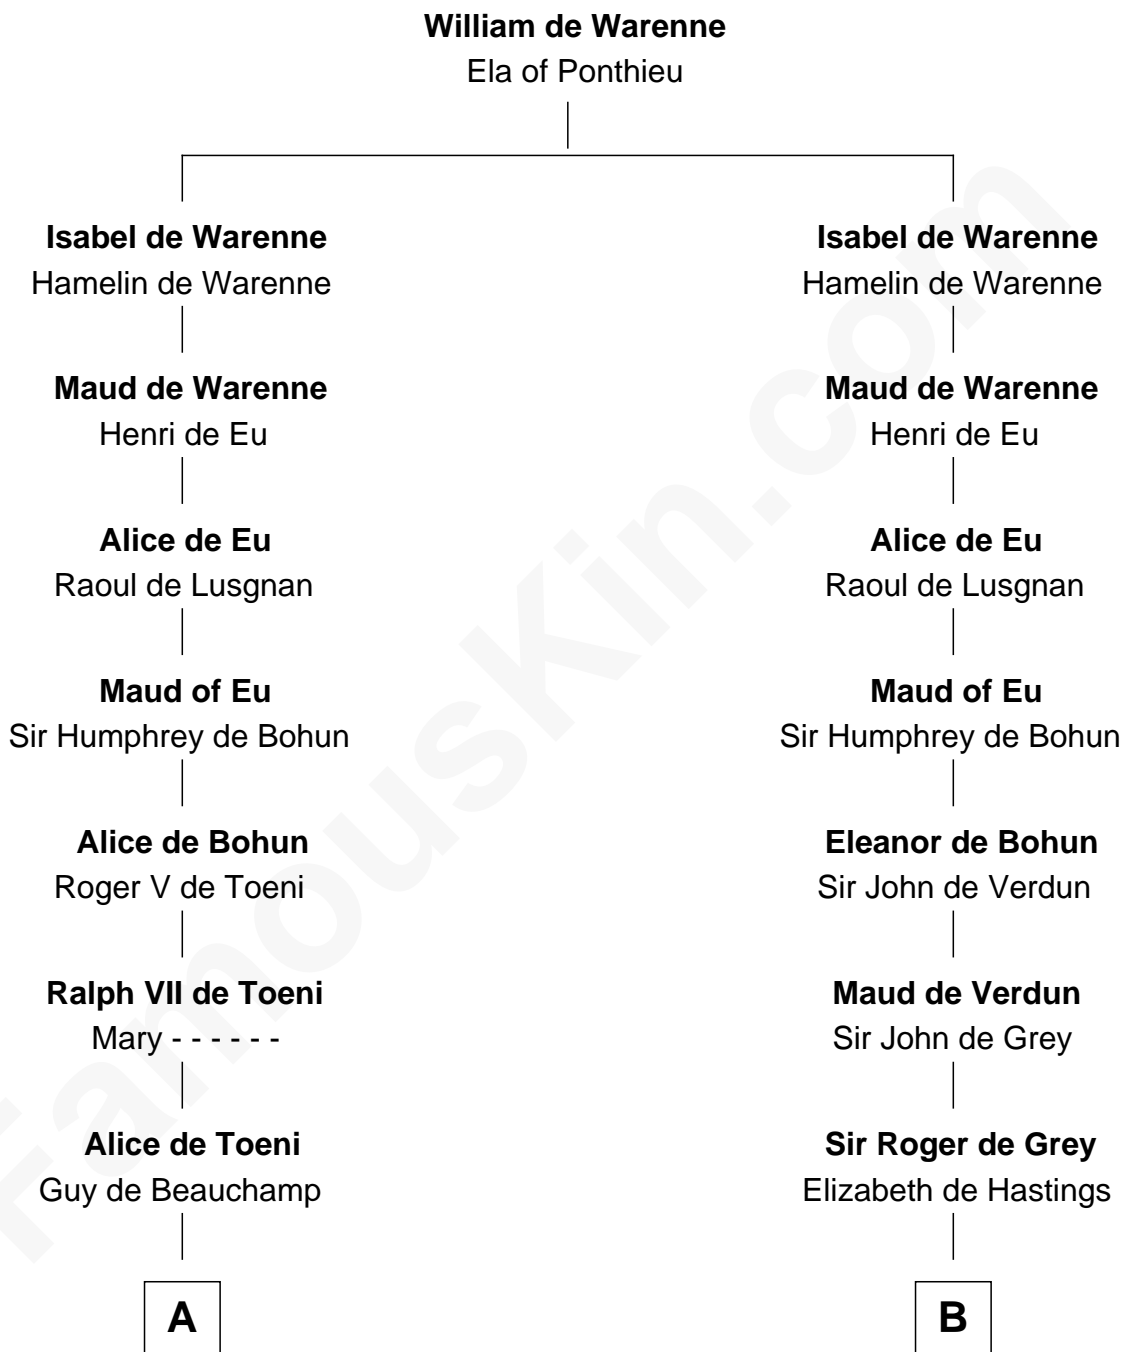 William de Warenne
Ela of Ponthieu
Isabel de Warenne
Hamelin de Warenne
Isabel de Warenne
Hamelin de Warenne
Maud de Warenne
Henri de Eu
Maud de Warenne
Henri de Eu
Alice de Eu
Raoul de Lusgnan
Alice de Eu
Raoul de Lusgnan
Maud of Eu
Sir Humphrey de Bohun
Maud of Eu
Sir Humphrey de Bohun
Alice de Bohun
Roger V de Toeni
Eleanor de Bohun
Sir John de Verdun
Ralph VII de Toeni
Mary - - - - - -
Maud de Verdun
Sir John de Grey
Alice de Toeni
Guy de Beauchamp
Sir Roger de Grey
Elizabeth de Hastings
A
B
FamousKin.com